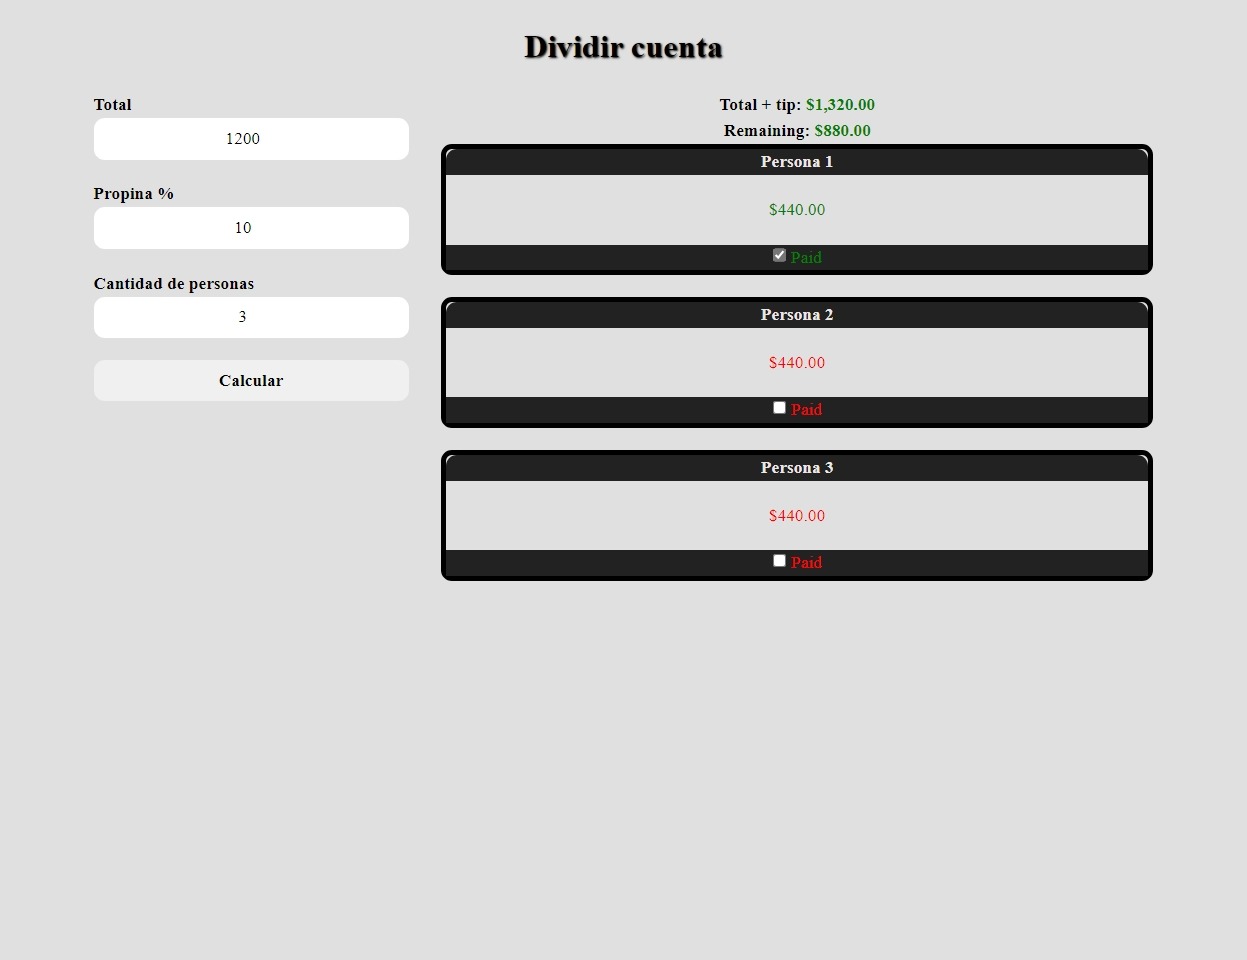 Dividir cuenta
Total
1200
Propina %
10
Cantidad de personas
3
Calcular
Total + tip: $1,320.00
Remaining: $880.00
Persona 1
$440.00
Paid
Persona 2
$440.00
Paid
Persona 3
$440.00
Paid